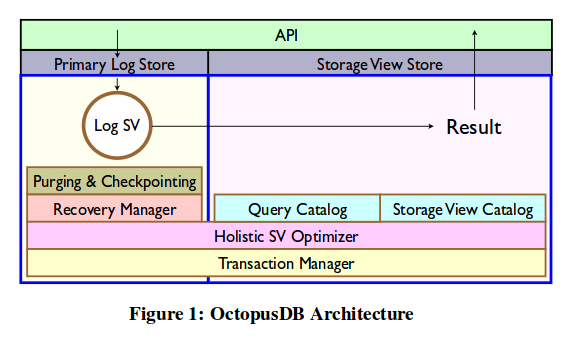 API
Primary Log Store
Storage View Store
Log SV
Result
Purging & Checkpointing
Recovery Manager
Query Catalog
Storage View Catalog
Holistic SV Optimizer
Transaction Manager
Figure 1: OctopusDB Architecture